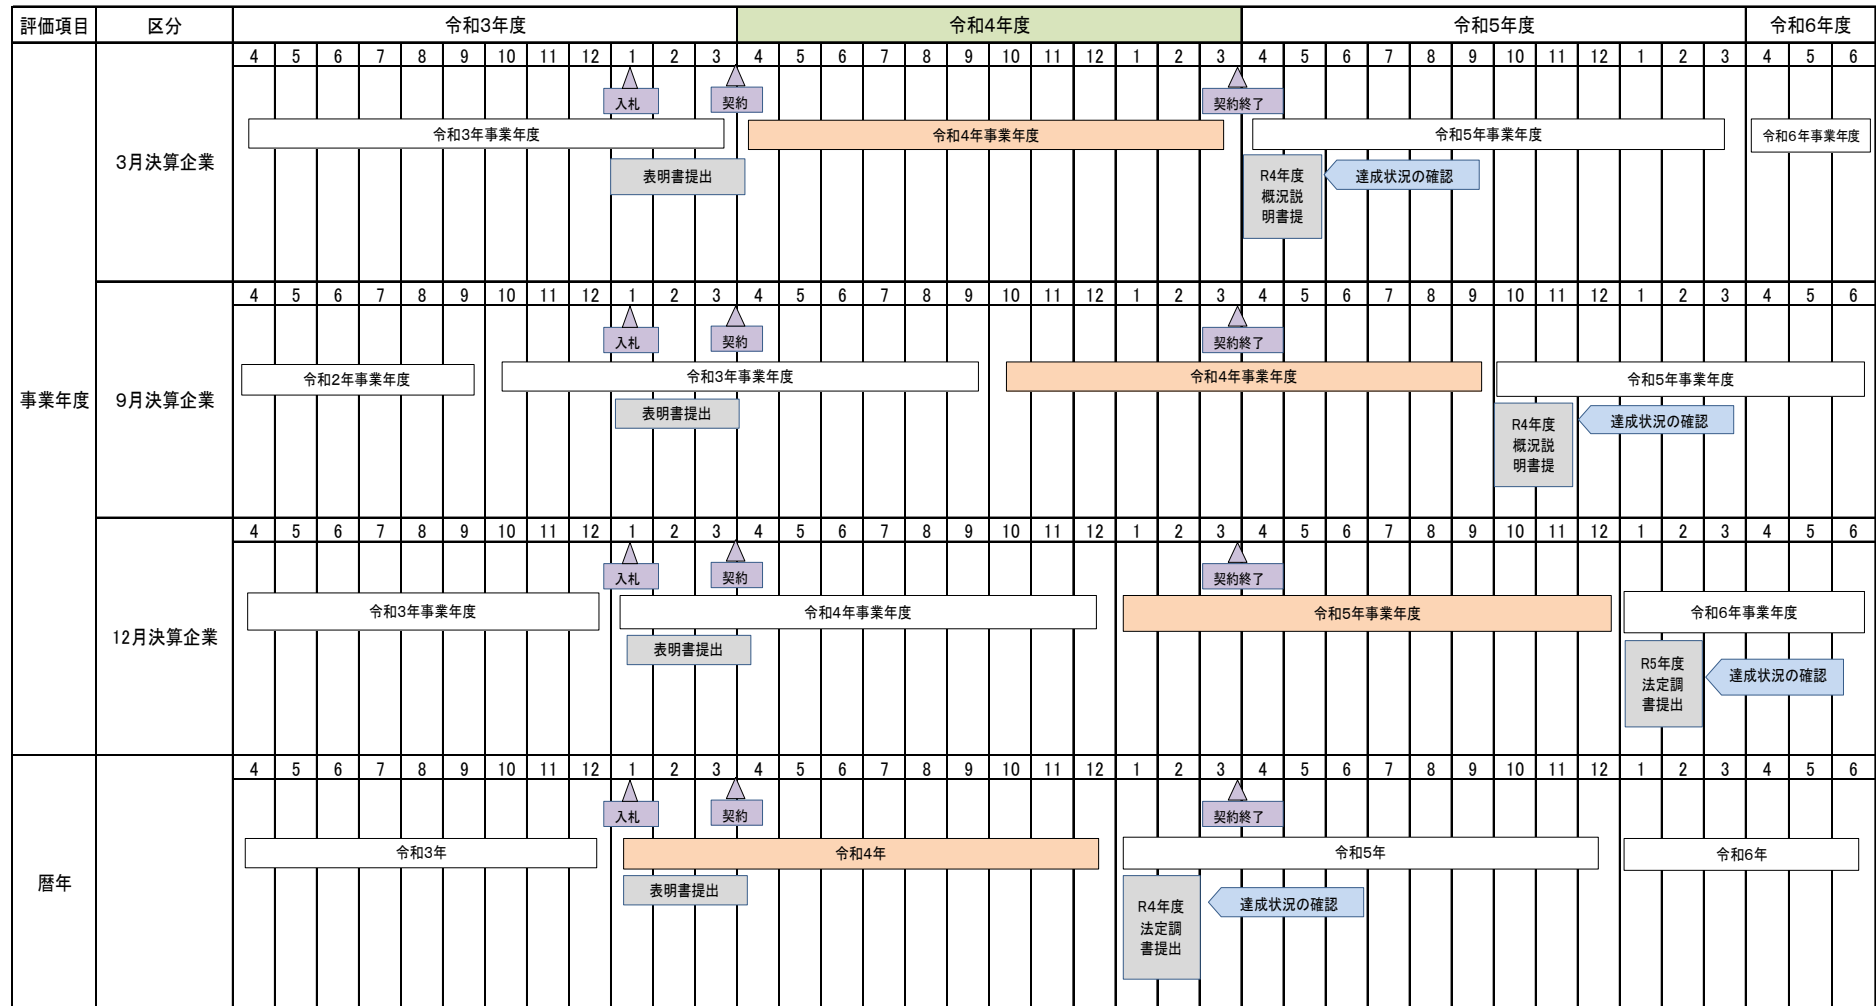 評価項目 区分 令和3年度 令和4年度 令和5年度 令和6年度
4 5 6 7 8 9 10 11 12 1 2 3 4 5 6 7 8 9 10 11 12 1 2 3 4 5 6 7 8 9 10 11 12 1 2 3 4 5 6
入札 契約 契約終了
令和3年事業年度 令和4年事業年度 令和5年事業年度 令和6年事業年度
3月決算企業
表明書提出
R4年度
概況説
明書提
達成状況の確認
4 5 6 7 8 9 10 11 12 1 2 3 4 5 6 7 8 9 10 11 12 1 2 3 4 5 6 7 8 9 10 11 12 1 2 3 4 5 6
入札 契約 契約終了
令和2年事業年度 令和3年事業年度 令和4年事業年度 令和5年事業年度
事業年度
9月決算企業
表明書提出
R4年度
概況説
明書提
達成状況の確認
4 5 6 7 8 9 10 11 12 1 2 3 4 5 6 7 8 9 10 11 12 1 2 3 4 5 6 7 8 9 10 11 12 1 2 3 4 5 6
入札 契約 契約終了
令和3年事業年度 令和4年事業年度 令和5年事業年度 令和6年事業年度
12月決算企業
表明書提出
R5年度
法定調
書提出
達成状況の確認
4 5 6 7 8 9 10 11 12 1 2 3 4 5 6 7 8 9 10 11 12 1 2 3 4 5 6 7 8 9 10 11 12 1 2 3 4 5 6
入札 契約 契約終了
令和3年 令和4年 令和5年 令和6年
暦年
表明書提出
R4年度
法定調
書提出
達成状況の確認